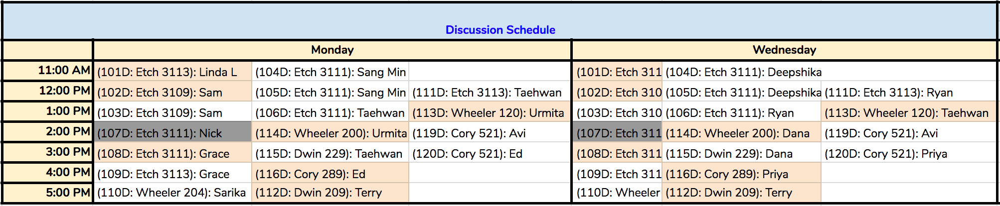 Discussion Schedule
Monday Wednesday
11:00 AM (101D: Etch 3113): Linda L (104D: Etch 3111): Sang Min (101D: Etch 311 (104D: Etch 3111): Deepshika
12:00 PM (102D: Etch 3109): Sam (105D: Etch 3111): Sang Min (111D: Etch 3113): Taehwan (102D: Etch 310 (105D: Etch 3111): Deepshika (111D: Etch 3113): Ryan
1:00 PM (103D: Etch 3109): Sam (106D: Etch 3111): Taehwan (113D: Wheeler 120): Urmita (103D: Etch 310 (106D: Etch 3111): Ryan (113D: Wheeler 120): Taehwan
2:00 PM (107D: Etch 3111): Nick (114D: Wheeler 200): Urmita (119D: Cory 521): Avi (107D: Etch 311 (114D: Wheeler 200): Dana (119D: Cory 521): Avi
3:00 PM (108D: Etch 3111): Grace (115D: Dwin 229): Taehwan (120D: Cory 521): Ed (108D: Etch 311 (115D: Dwin 229): Dana (120D: Cory 521): Priya
4:00 PM (109D: Etch 3113): Grace (116D: Cory 289): Ed (109D: Etch 311 (116D: Cory 289): Priya
5:00 PM (110D: Wheeler 204): Sarika (112D: Dwin 209): Terry (110D: Wheeler (112D: Dwin 209): Terry